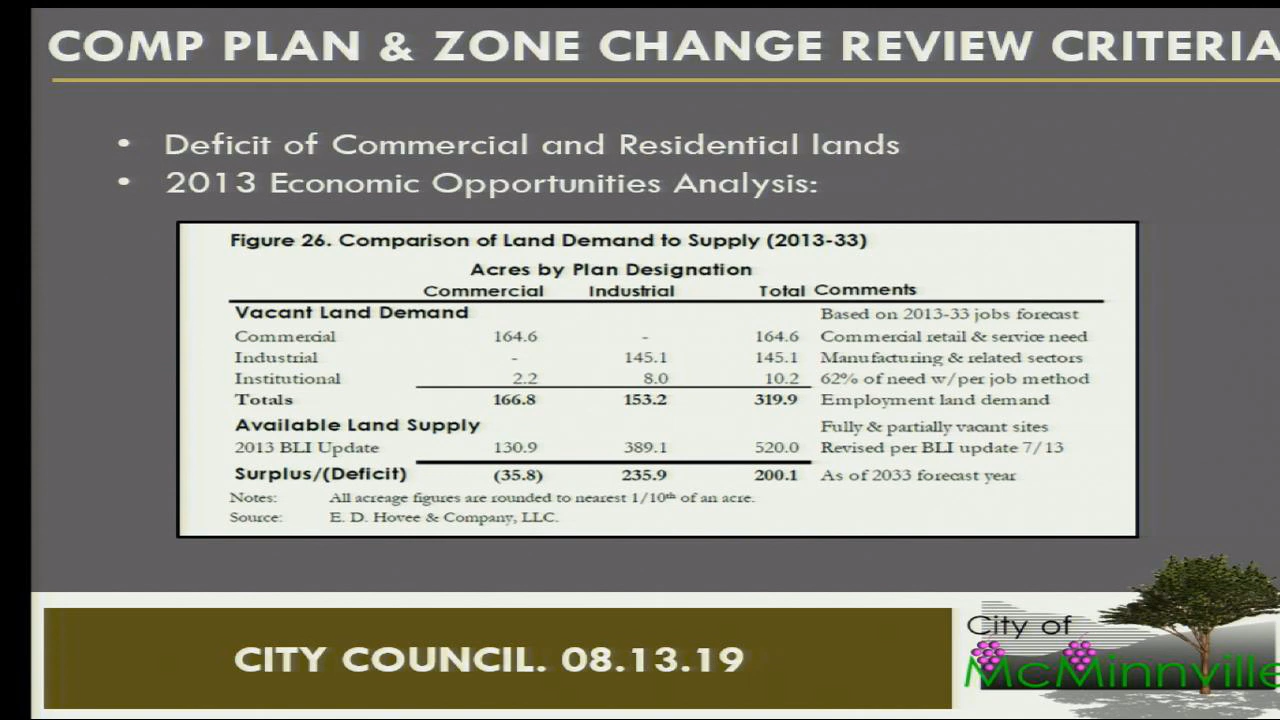 COMP PLAN & ZONE CHANGE REVIEW CRITERIA
• Deficit of Commercial and Residential lands
• 2013 Economic Opportunities Analysis:
Figure 26. Comparison of Land Demand to Supply (2013-33)
Acres by Plan Designation
Commercial Industrial Total Comments
Vacant Land Demand Based on 2013-33 jobs forecast
Commercial 164.6 - 164.6 Commercial retail & service need
Industrial - 145.1 145.1 Manufacturing & related sectors
Institutional 2.2 8.0 10.2 62% of need w/per job method
Totals 166.8 153.2 319.9 Employment land demand
Available Land Supply Fully & partially vacant sites
2013 BLI Update 130.9 389.1 520.0 Revised per BLI update 7/13
Surplus/(Deficit) (35.8) 235.9 200.1 As of 2033 forecast year
Notes: All acreage figures are rounded to nearest 1/10th of an acre.
Source: E. D. Hovee & Company, LLC.
CITY COUNCIL. 08.13.19
City of
McMinnville